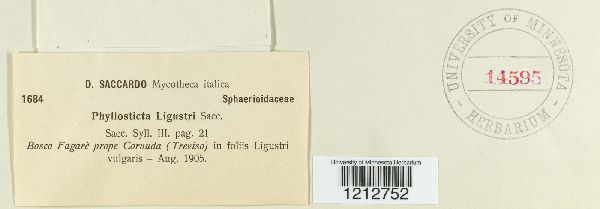 D. SACCARDO Mycotheca italica
1684 Sphaerioidaceae
Phyllosticta Ligustri Sacc.
Sacc. Syll. III. pag. 21
Bosco Fagarè prope Cornuda (Treviso) in foliis Ligustri
vulgaris — Aug. 1905.
UNIVERSITY OF MINNESOTA
14595
- HERBARIUM -
University of Minnesota Herbarium
1212752